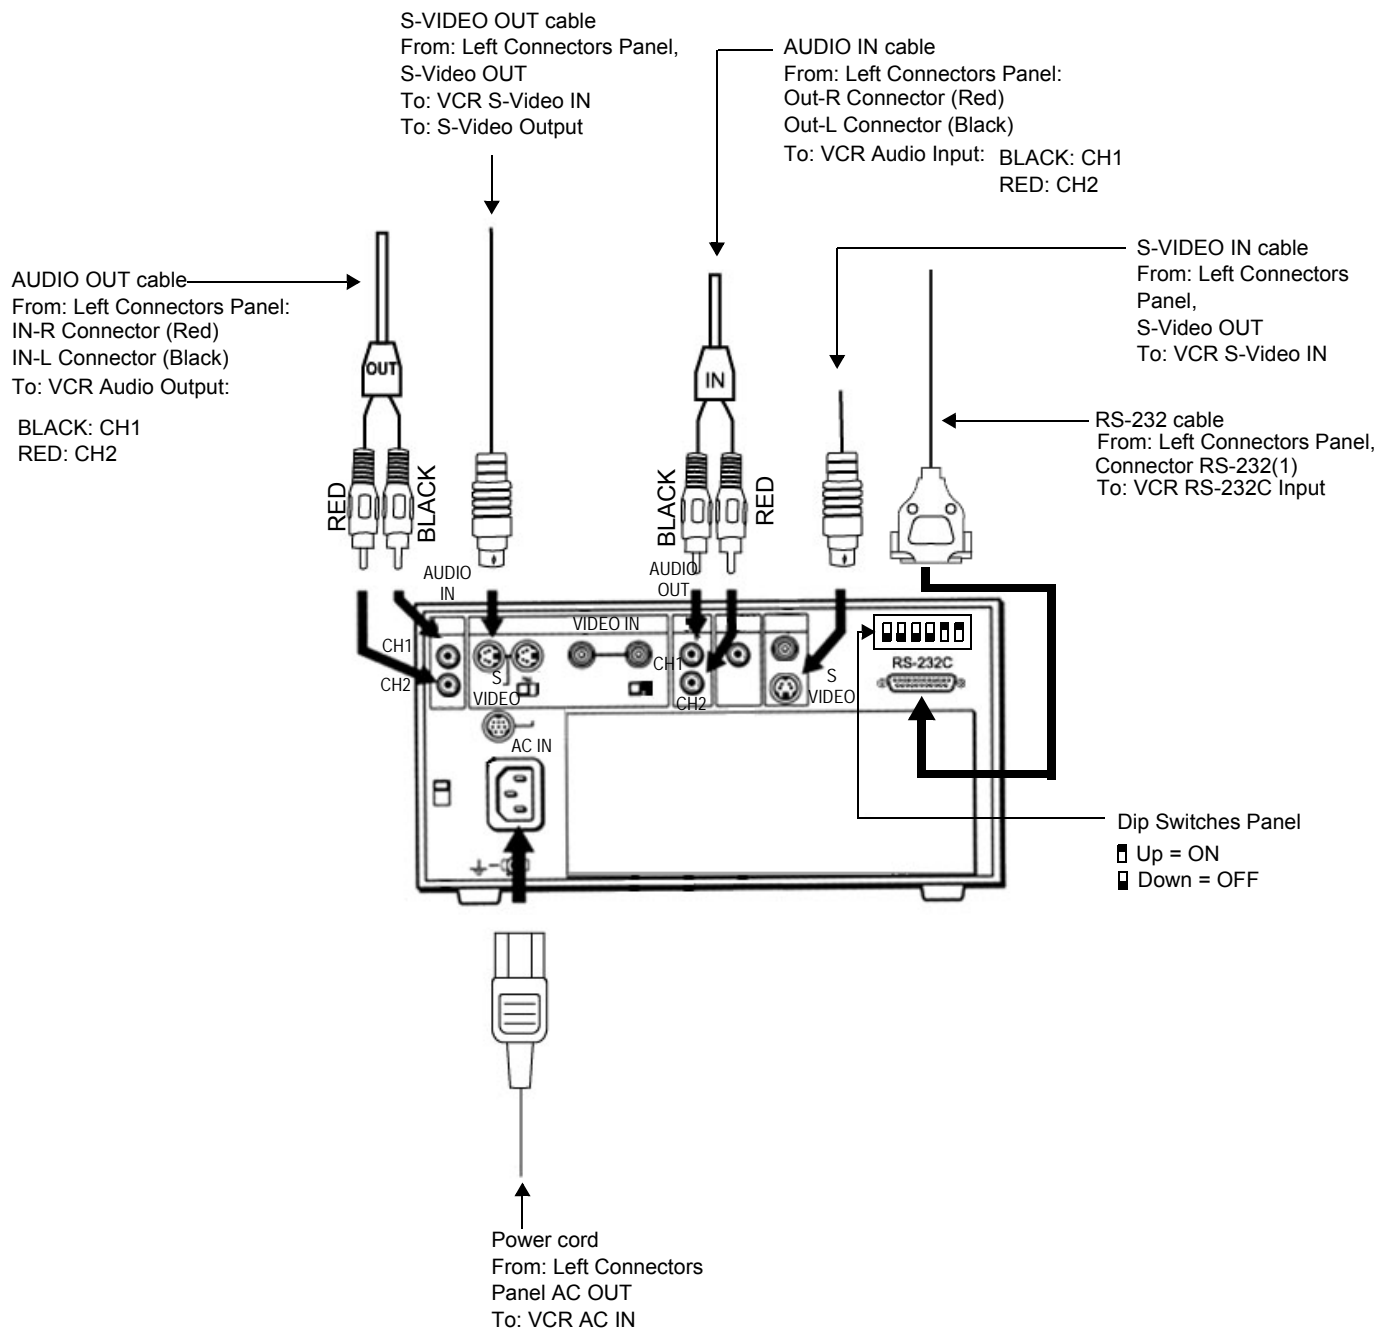 S-VIDEO OUT cable
From: Left Connectors Panel,
S-Video OUT
To: VCR S-Video IN
To: S-Video Output
AUDIO IN cable
From: Left Connectors Panel:
Out-R Connector (Red)
Out-L Connector (Black)
To: VCR Audio Input: BLACK: CH1
RED: CH2
S-VIDEO IN cable
From: Left Connectors
Panel,
S-Video OUT
To: VCR S-Video IN
AUDIO OUT cable
From: Left Connectors Panel:
IN-R Connector (Red)
IN-L Connector (Black)
To: VCR Audio Output:
BLACK: CH1
RED: CH2
RS-232 cable
From: Left Connectors Panel,
Connector RS-232(1)
To: VCR RS-232C Input
OUT
IN
RED
BLACK
BLACK
RED
AUDIO
IN
AUDIO
OUT
VIDEO IN
CH1
CH2
S
VIDEO
CH1
CH2
S
VIDEO
RS-232C
AC IN
Dip Switches Panel
Up = ON
Down = OFF
Power cord
From: Left Connectors
Panel AC OUT
To: VCR AC IN